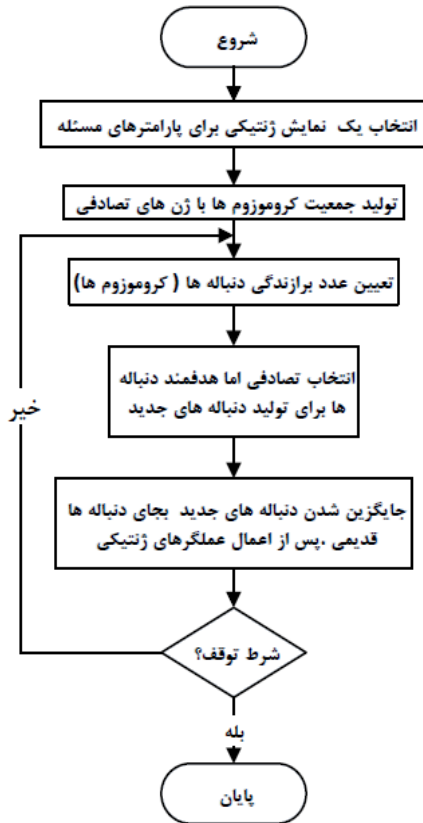 شروع
انتخاب یک نمایش ژنتیکی برای پارامترهای مسئله
تولید جمعیت کروموزوم ها با ژن های تصادفی
تعیین عدد برازندگی دنباله ها ( کروموزوم ها)
انتخاب تصادفی اما هدفمند دنباله
ها برای تولید دنباله های جدید
خیر
جایگزین شدن دنباله های جدید بجای دنباله ها
قدیمی .پس از اعمال عملگرهای ژنتیکی
شرط توقف؟
بله
پایان